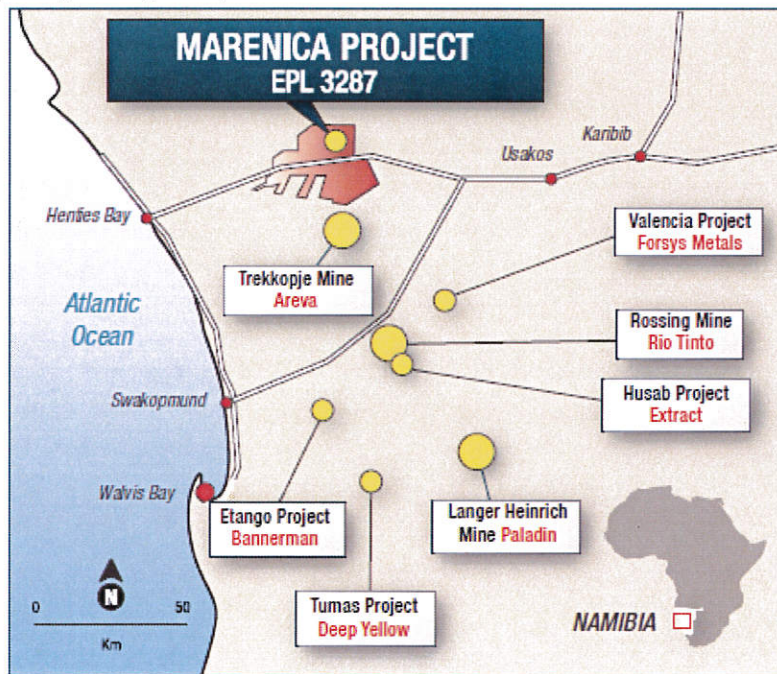 MARENICA PROJECT
EPL 3287
Karibib
Usakos
Henties Bay
Valencia Project
Forsys Metals
Trekkopje Mine
Areva
Atlantic
Ocean
Rossing Mine
Rio Tinto
Husab Project
Extract
Swakopmund
Walvis Bay
Etango Project
Bannerman
Langer Heinrich
Mine Paladin
N
0 50
Km
Tumas Project
Deep Yellow
NAMIBIA